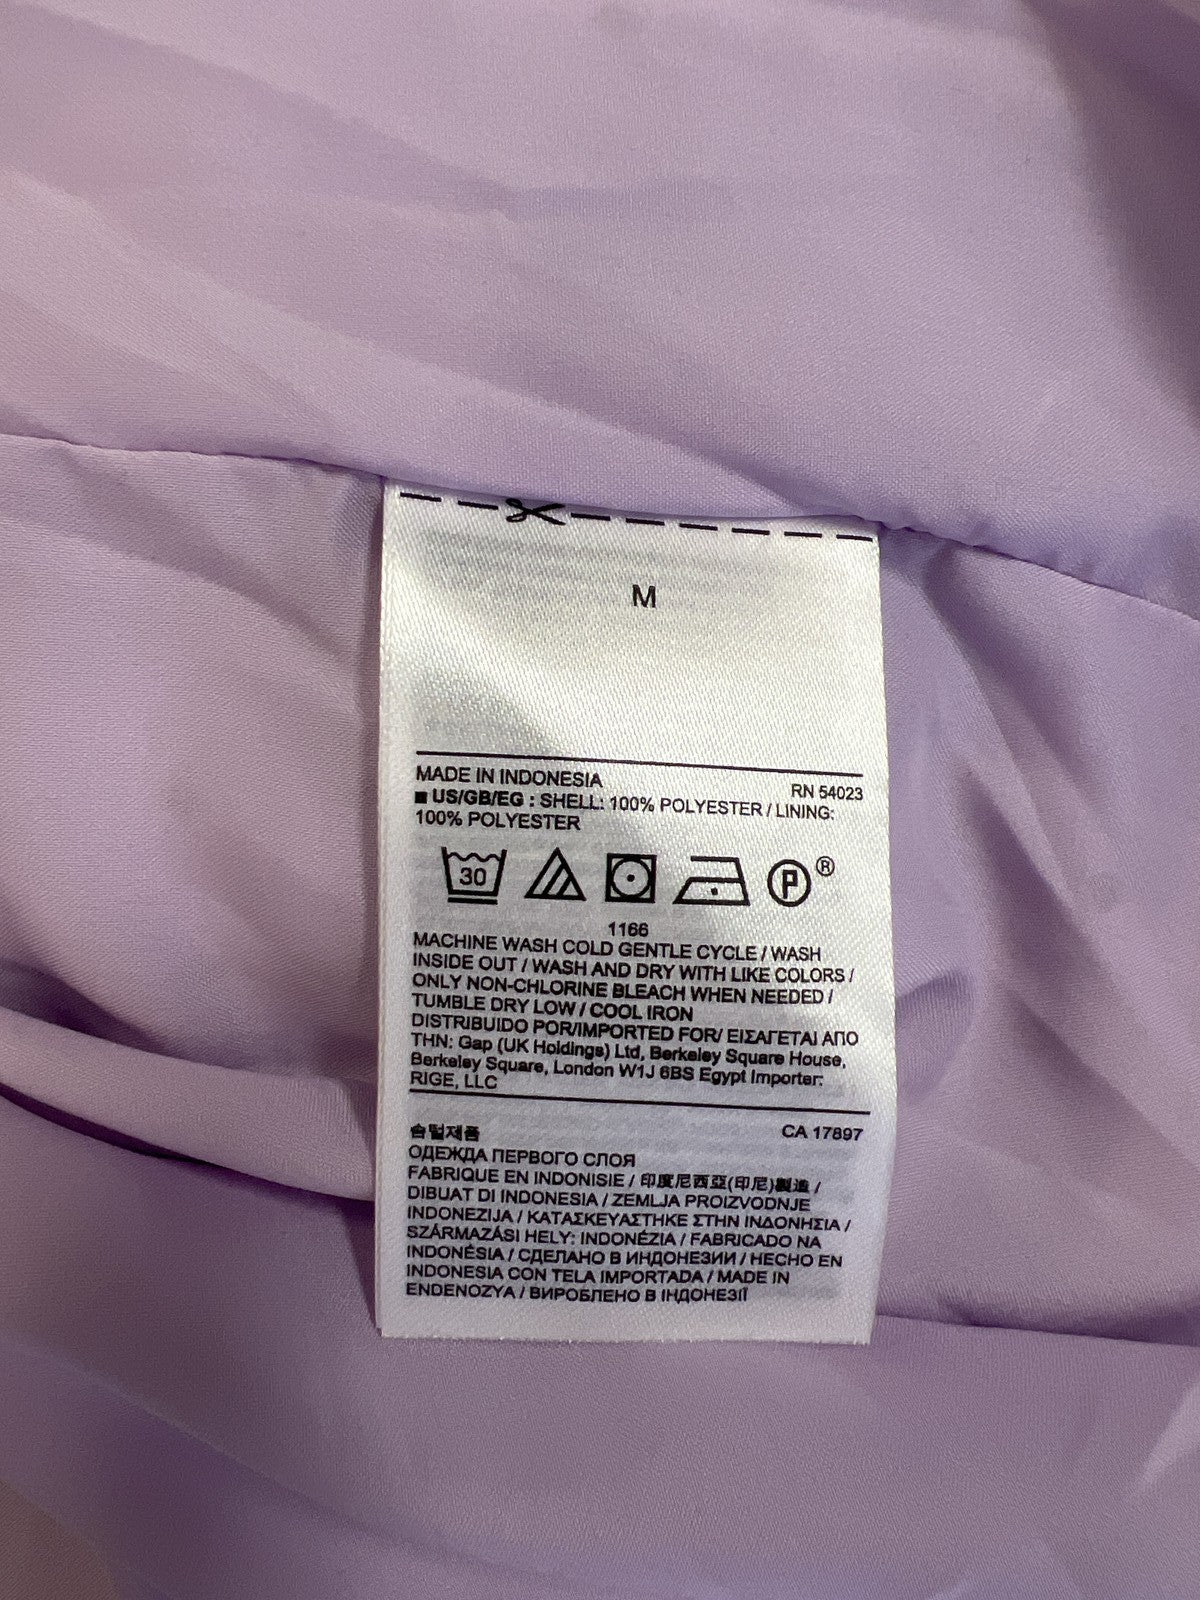 M
MADE IN INDONESIA RN 54023
■ US/GB/EG : SHELL: 100% POLYESTER / LINING:
100% POLYESTER
30 P ®
1166
MACHINE WASH COLD GENTLE CYCLE / WASH
INSIDE OUT / WASH AND DRY WITH LIKE COLORS /
ONLY NON-CHLORINE BLEACH WHEN NEEDED /
TUMBLE DRY LOW / COOL IRON
DISTRIBUIDO POR/IMPORTED FOR/ ΕΙΣΑΓΕΤΑΙ ΑΠΟ
ΤΗΝ: Gap (UK Holdings) Ltd, Berkeley Square House,
Berkeley Square, London W1J 6BS Egypt Importer:
RIGE, LLC
솜털제품 CA 17897
ОДЕЖДА ПЕРВОГО СЛОЯ
FABRIQUE EN INDONISIE / 印度尼西亞(印尼)製造 /
DIBUAT DI INDONESIA / ZEMLJA PROIZVODNJE
INDONEZIJA / ΚΑΤΑΣΚΕΥΑΣΤΗΚΕ ΣΤΗΝ ΙΝΔΟΝΗΣΙΑ /
SZÁRMAZÁSI HELY: INDONÉZIA / FABRICADO NA
INDONÉSIA / СДЕЛАНО В ИНДОНЕЗИИ / HECHO EN
INDONESIA CON TELA IMPORTADA / MADE IN
ENDENOZYA / ВИРОБЛЕНО В ІНДОНЕЗІЇ